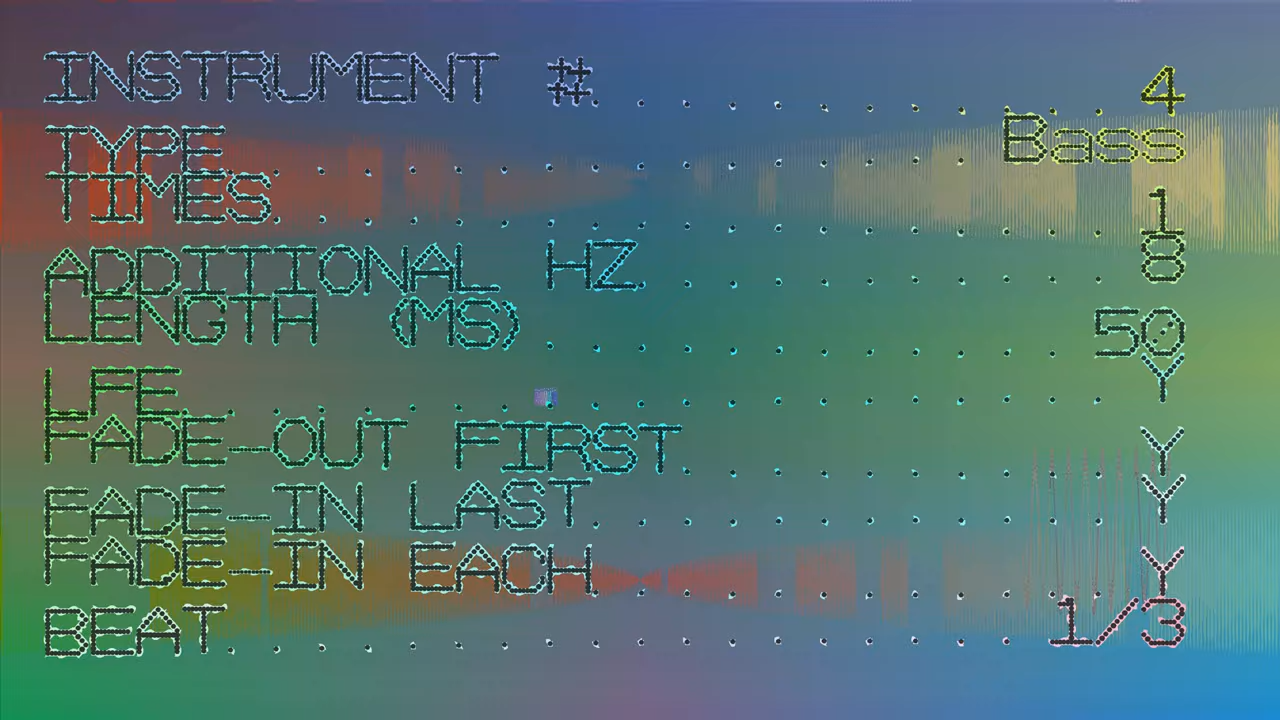 INSTRUMENT #. . . . . . . . . . . . 4
TYPE. . . . . . . . . . . . . . . . . Bass
TIMES. . . . . . . . . . . . . . . . . . . 1
ADDITIONAL HZ. . . . . . . . . . . 8
LENGTH (MS) . . . . . . . . . . . . 50
LFE. . . . . . . . . . . . . . . . . . . . Y
FADE-OUT FIRST. . . . . . . . . . Y
FADE-IN LAST. . . . . . . . . . . . Y
FADE-IN EACH. . . . . . . . . . . . Y
BEAT. . . . . . . . . . . . . . . . . . . 1/3